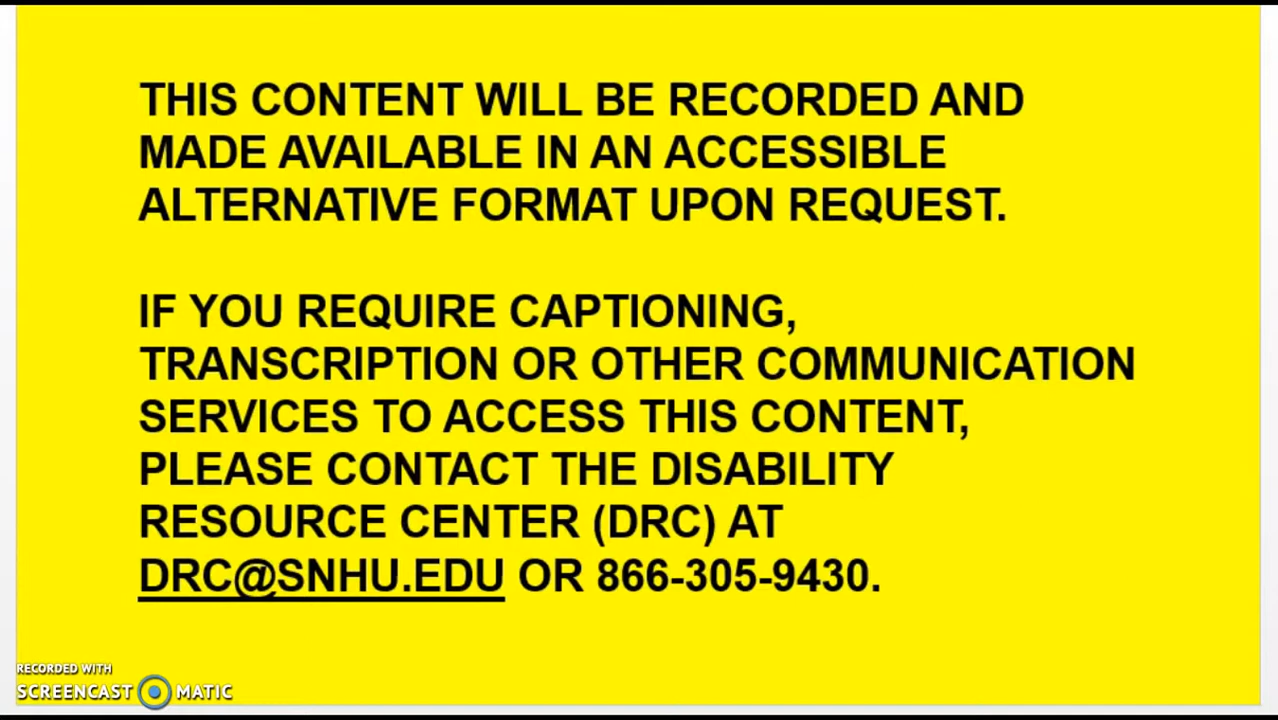 THIS CONTENT WILL BE RECORDED AND
MADE AVAILABLE IN AN ACCESSIBLE
ALTERNATIVE FORMAT UPON REQUEST.
IF YOU REQUIRE CAPTIONING,
TRANSCRIPTION OR OTHER COMMUNICATION
SERVICES TO ACCESS THIS CONTENT,
PLEASE CONTACT THE DISABILITY
RESOURCE CENTER (DRC) AT
DRC@SNHU.EDU OR 866-305-9430.
RECORDED WITH
SCREENCAST MATIC